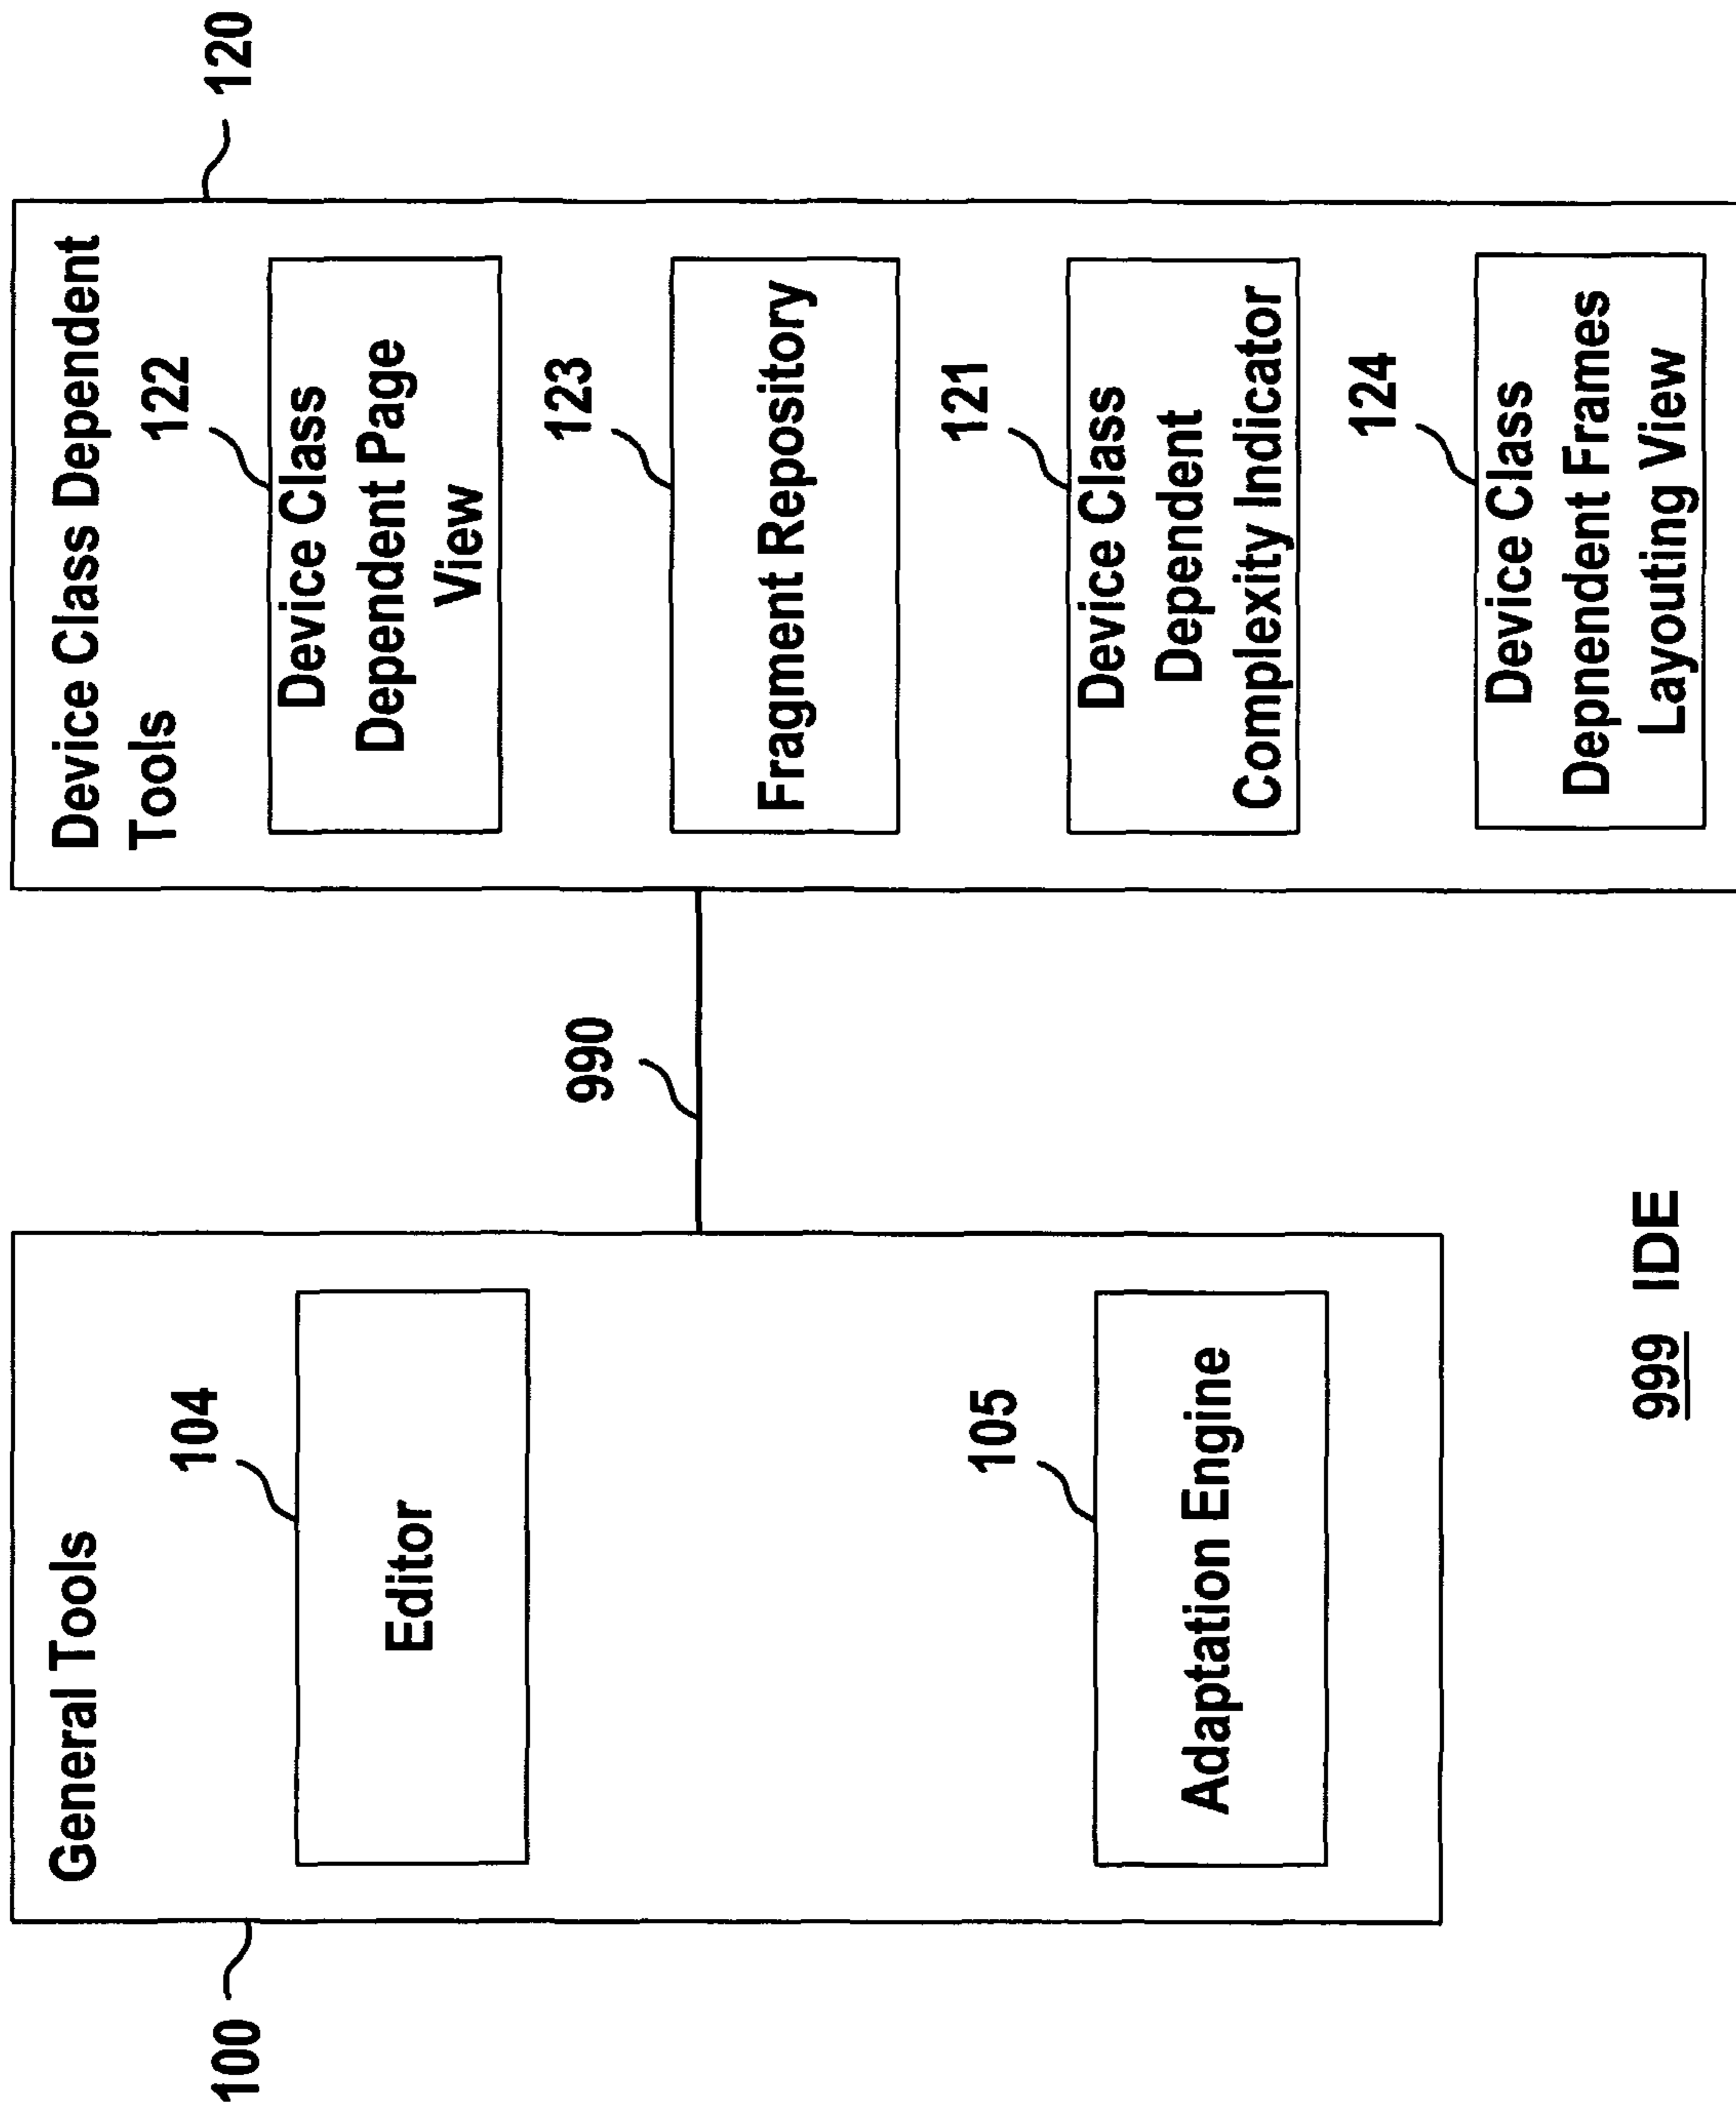 100
General Tools
104
Editor
105
Adaptation Engine
990
Device Class Dependent
Tools
120
122
Device Class
Dependent Page
View
123
Fragment Repository
121
Device Class
Dependent
Complexity Indicator
124
Device Class
Dependent Frames
Layouting View
999 IDE